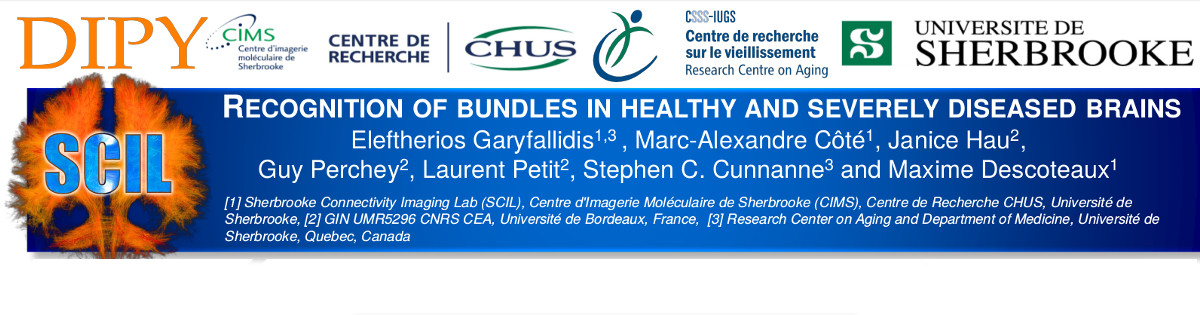 DIPY
CiMS
Centre d'imagerie
moléculaire de
Sherbrooke
CENTRE DE
RECHERCHE
CHUS
CSSS-IUGS
Centre de recherche
sur le vieillissement
Research Centre on Aging
S
UNIVERSITE DE
SHERBROOKE
SCIL
RECOGNITION OF BUNDLES IN HEALTHY AND SEVERELY DISEASED BRAINS
Eleftherios Garyfallidis1,3 , Marc-Alexandre Côté1, Janice Hau2,
Guy Perchey2, Laurent Petit2, Stephen C. Cunnanne3 and Maxime Descoteaux1
[1] Sherbrooke Connectivity Imaging Lab (SCIL), Centre d'Imagerie Moléculaire de Sherbrooke (CIMS), Centre de Recherche CHUS, Université de
Sherbrooke, [2] GIN UMR5296 CNRS CEA, Université de Bordeaux, France, [3] Research Center on Aging and Department of Medicine, Université de
Sherbrooke, Quebec, Canada